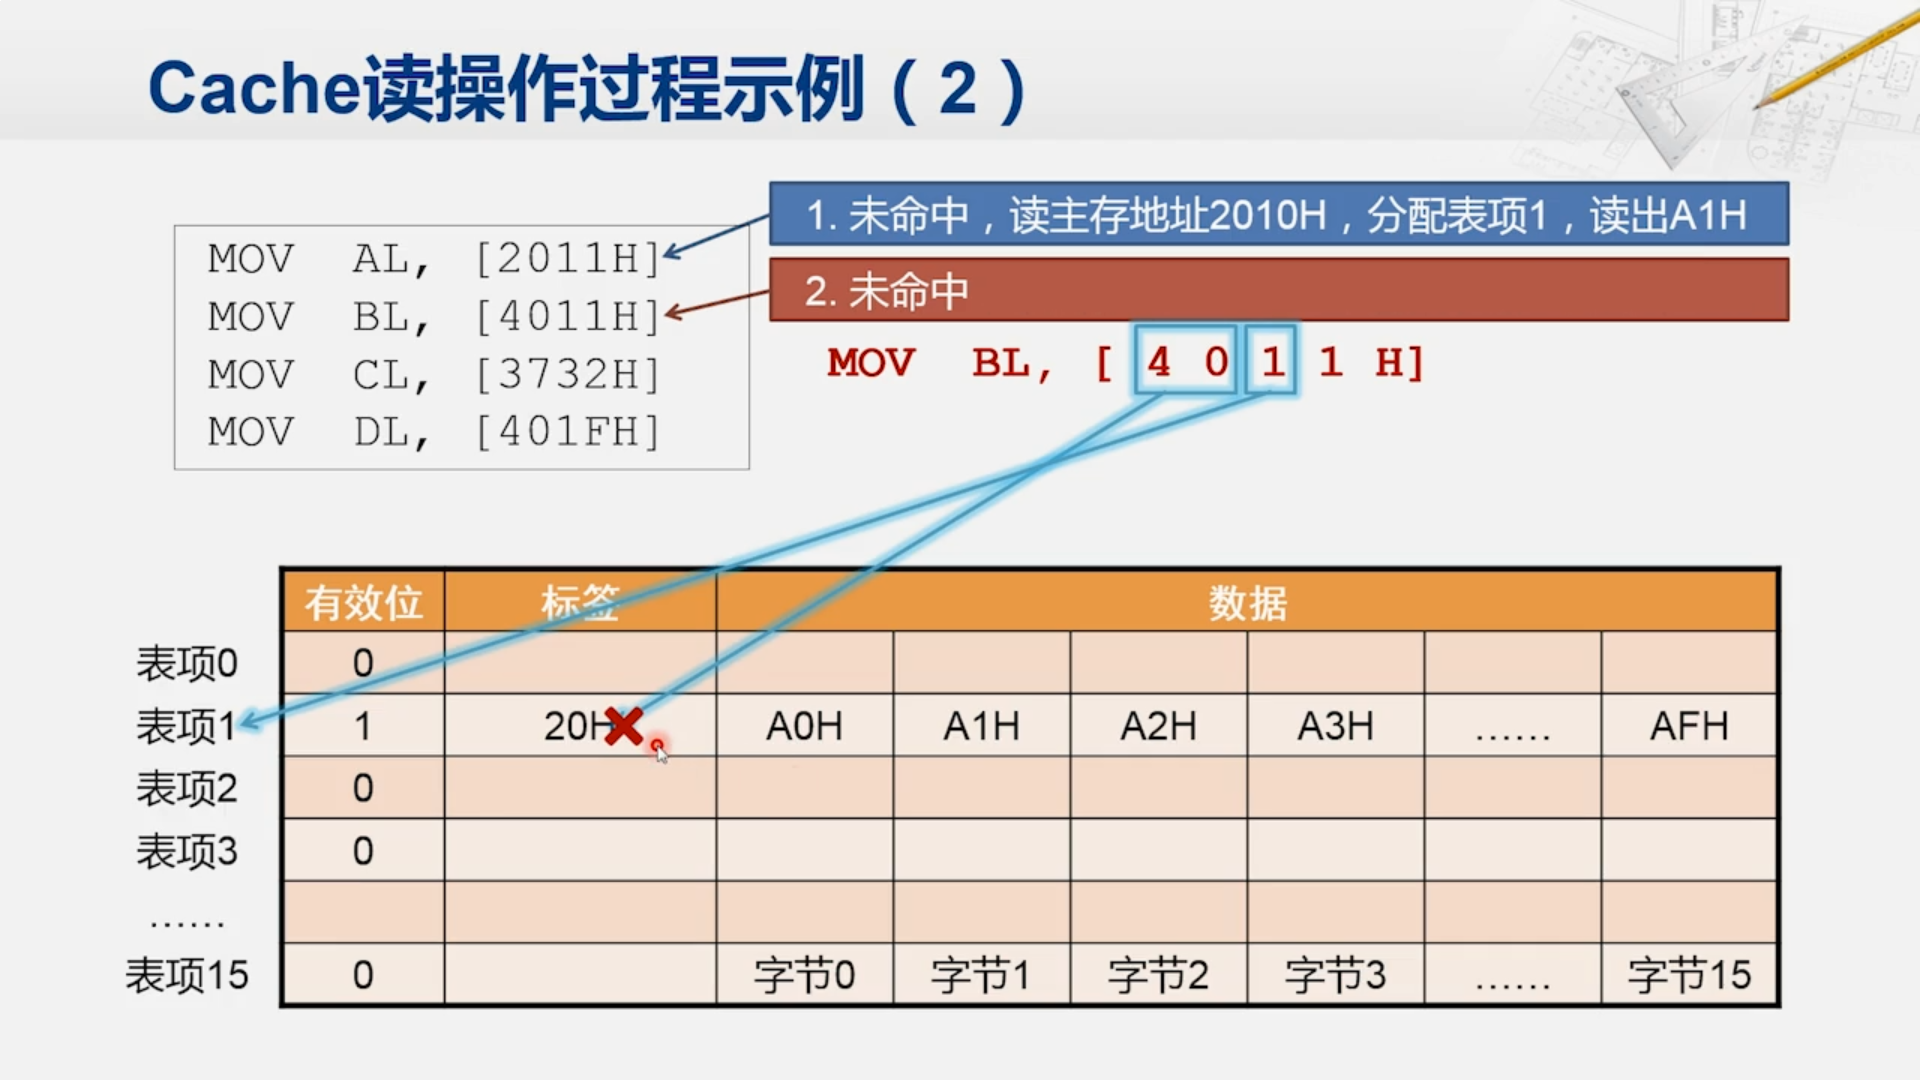 Cache读操作过程示例（2）
1. 未命中，读主存地址2010H，分配表项1，读出A1H
2. 未命中
MOV AL, [2011H]
MOV BL, [4011H]
MOV CL, [3732H]
MOV DL, [401FH]
MOV BL, [ 4 0 1 1 H]
有效位 标签 数据
表项0 0
表项1 1 20H A0H A1H A2H A3H …… AFH
表项2 0
表项3 0
……
表项15 0 字节0 字节1 字节2 字节3 …… 字节15